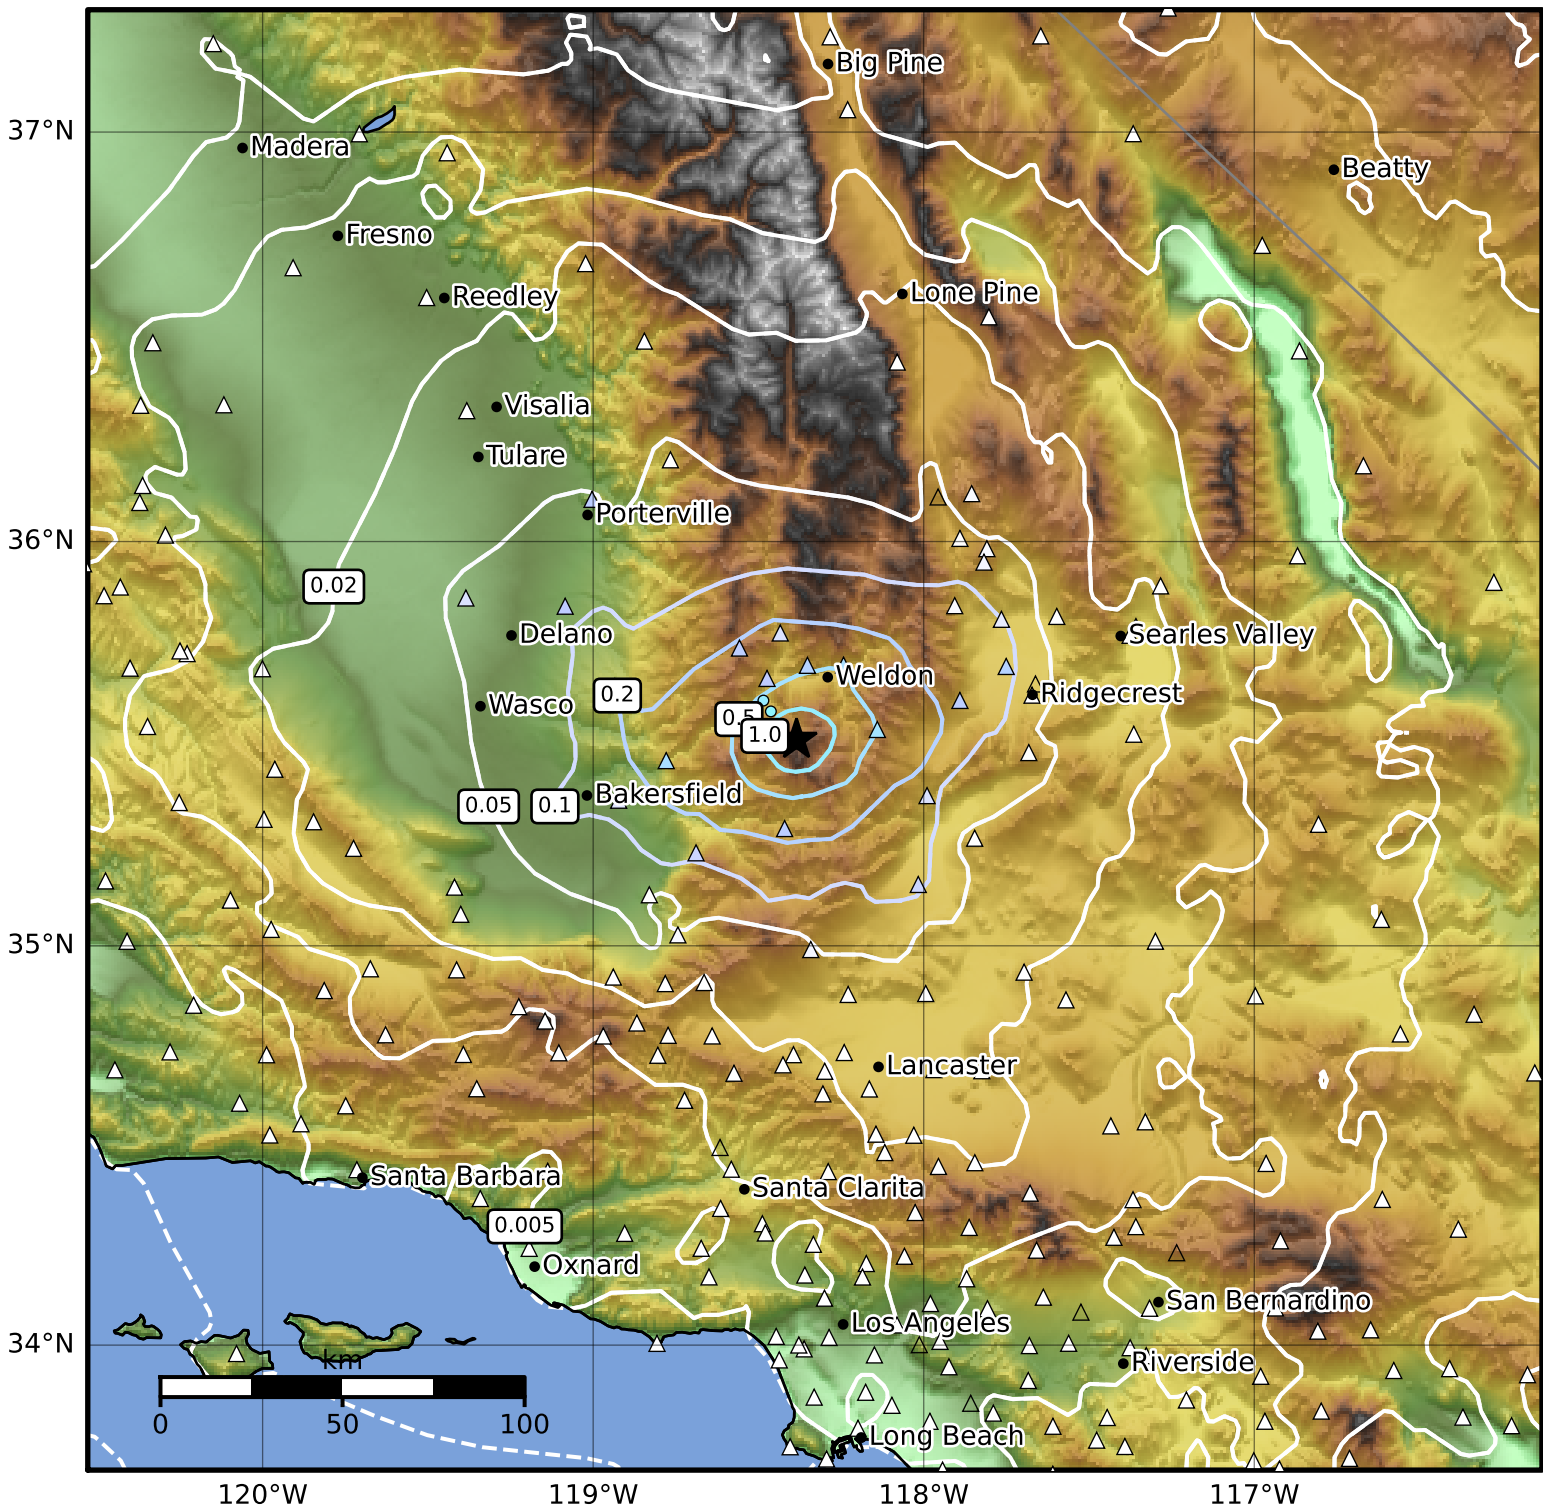 Big Pine
37°N
Madera
Beatty
Fresno
Reedley
Lone Pine
Visalia
Tulare
Porterville
36°N
0.02
Delano
Searles Valley
Weldon
0.2
Ridgecrest
Wasco
0.5
1.0
Bakersfield
0.05
0.1
35°N
Lancaster
Santa Barbara
Santa Clarita
0.005
Oxnard
San Bernardino
Los Angeles
34°N
km
Riverside
0 50 100
Long Beach
120°W 119°W 118°W 117°W